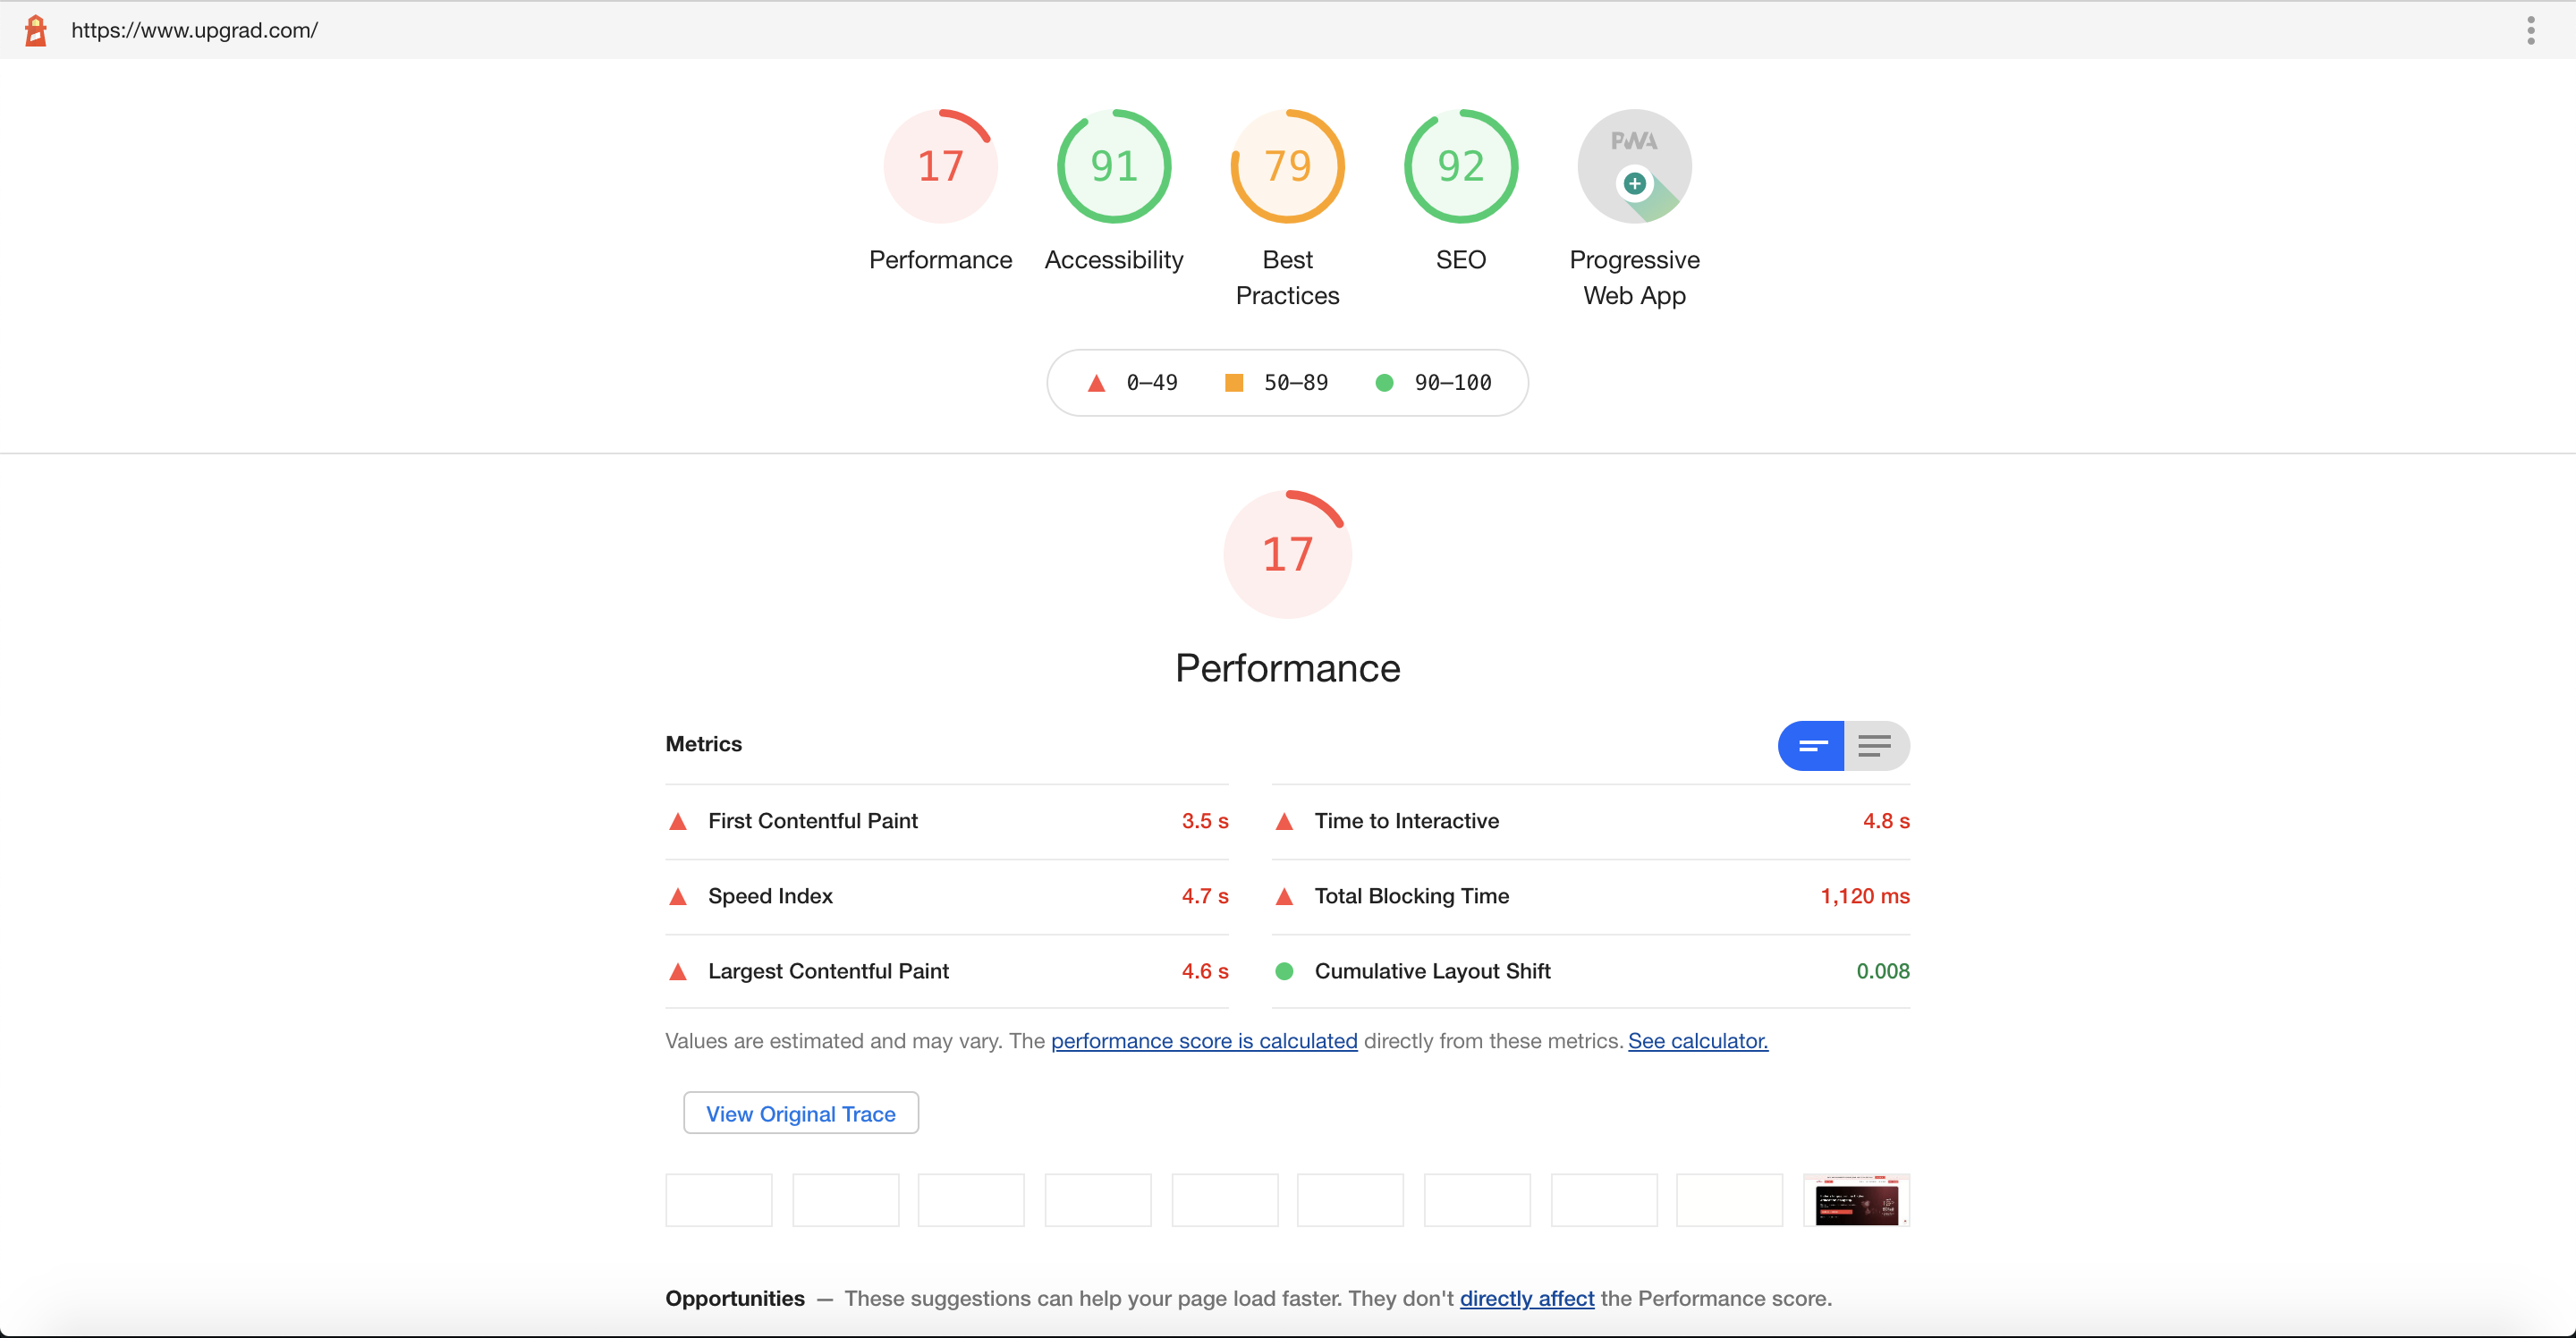 https://www.upgrad.com/
17 91 79 92 PWA
Performance Accessibility Best Practices SEO Progressive Web App
0–49 50–89 90–100
17
Performance
Metrics
First Contentful Paint 3.5 s
Time to Interactive 4.8 s
Speed Index 4.7 s
Total Blocking Time 1,120 ms
Largest Contentful Paint 4.6 s
Cumulative Layout Shift 0.008
Values are estimated and may vary. The performance score is calculated directly from these metrics. See calculator.
View Original Trace
Opportunities — These suggestions can help your page load faster. They don't directly affect the Performance score.